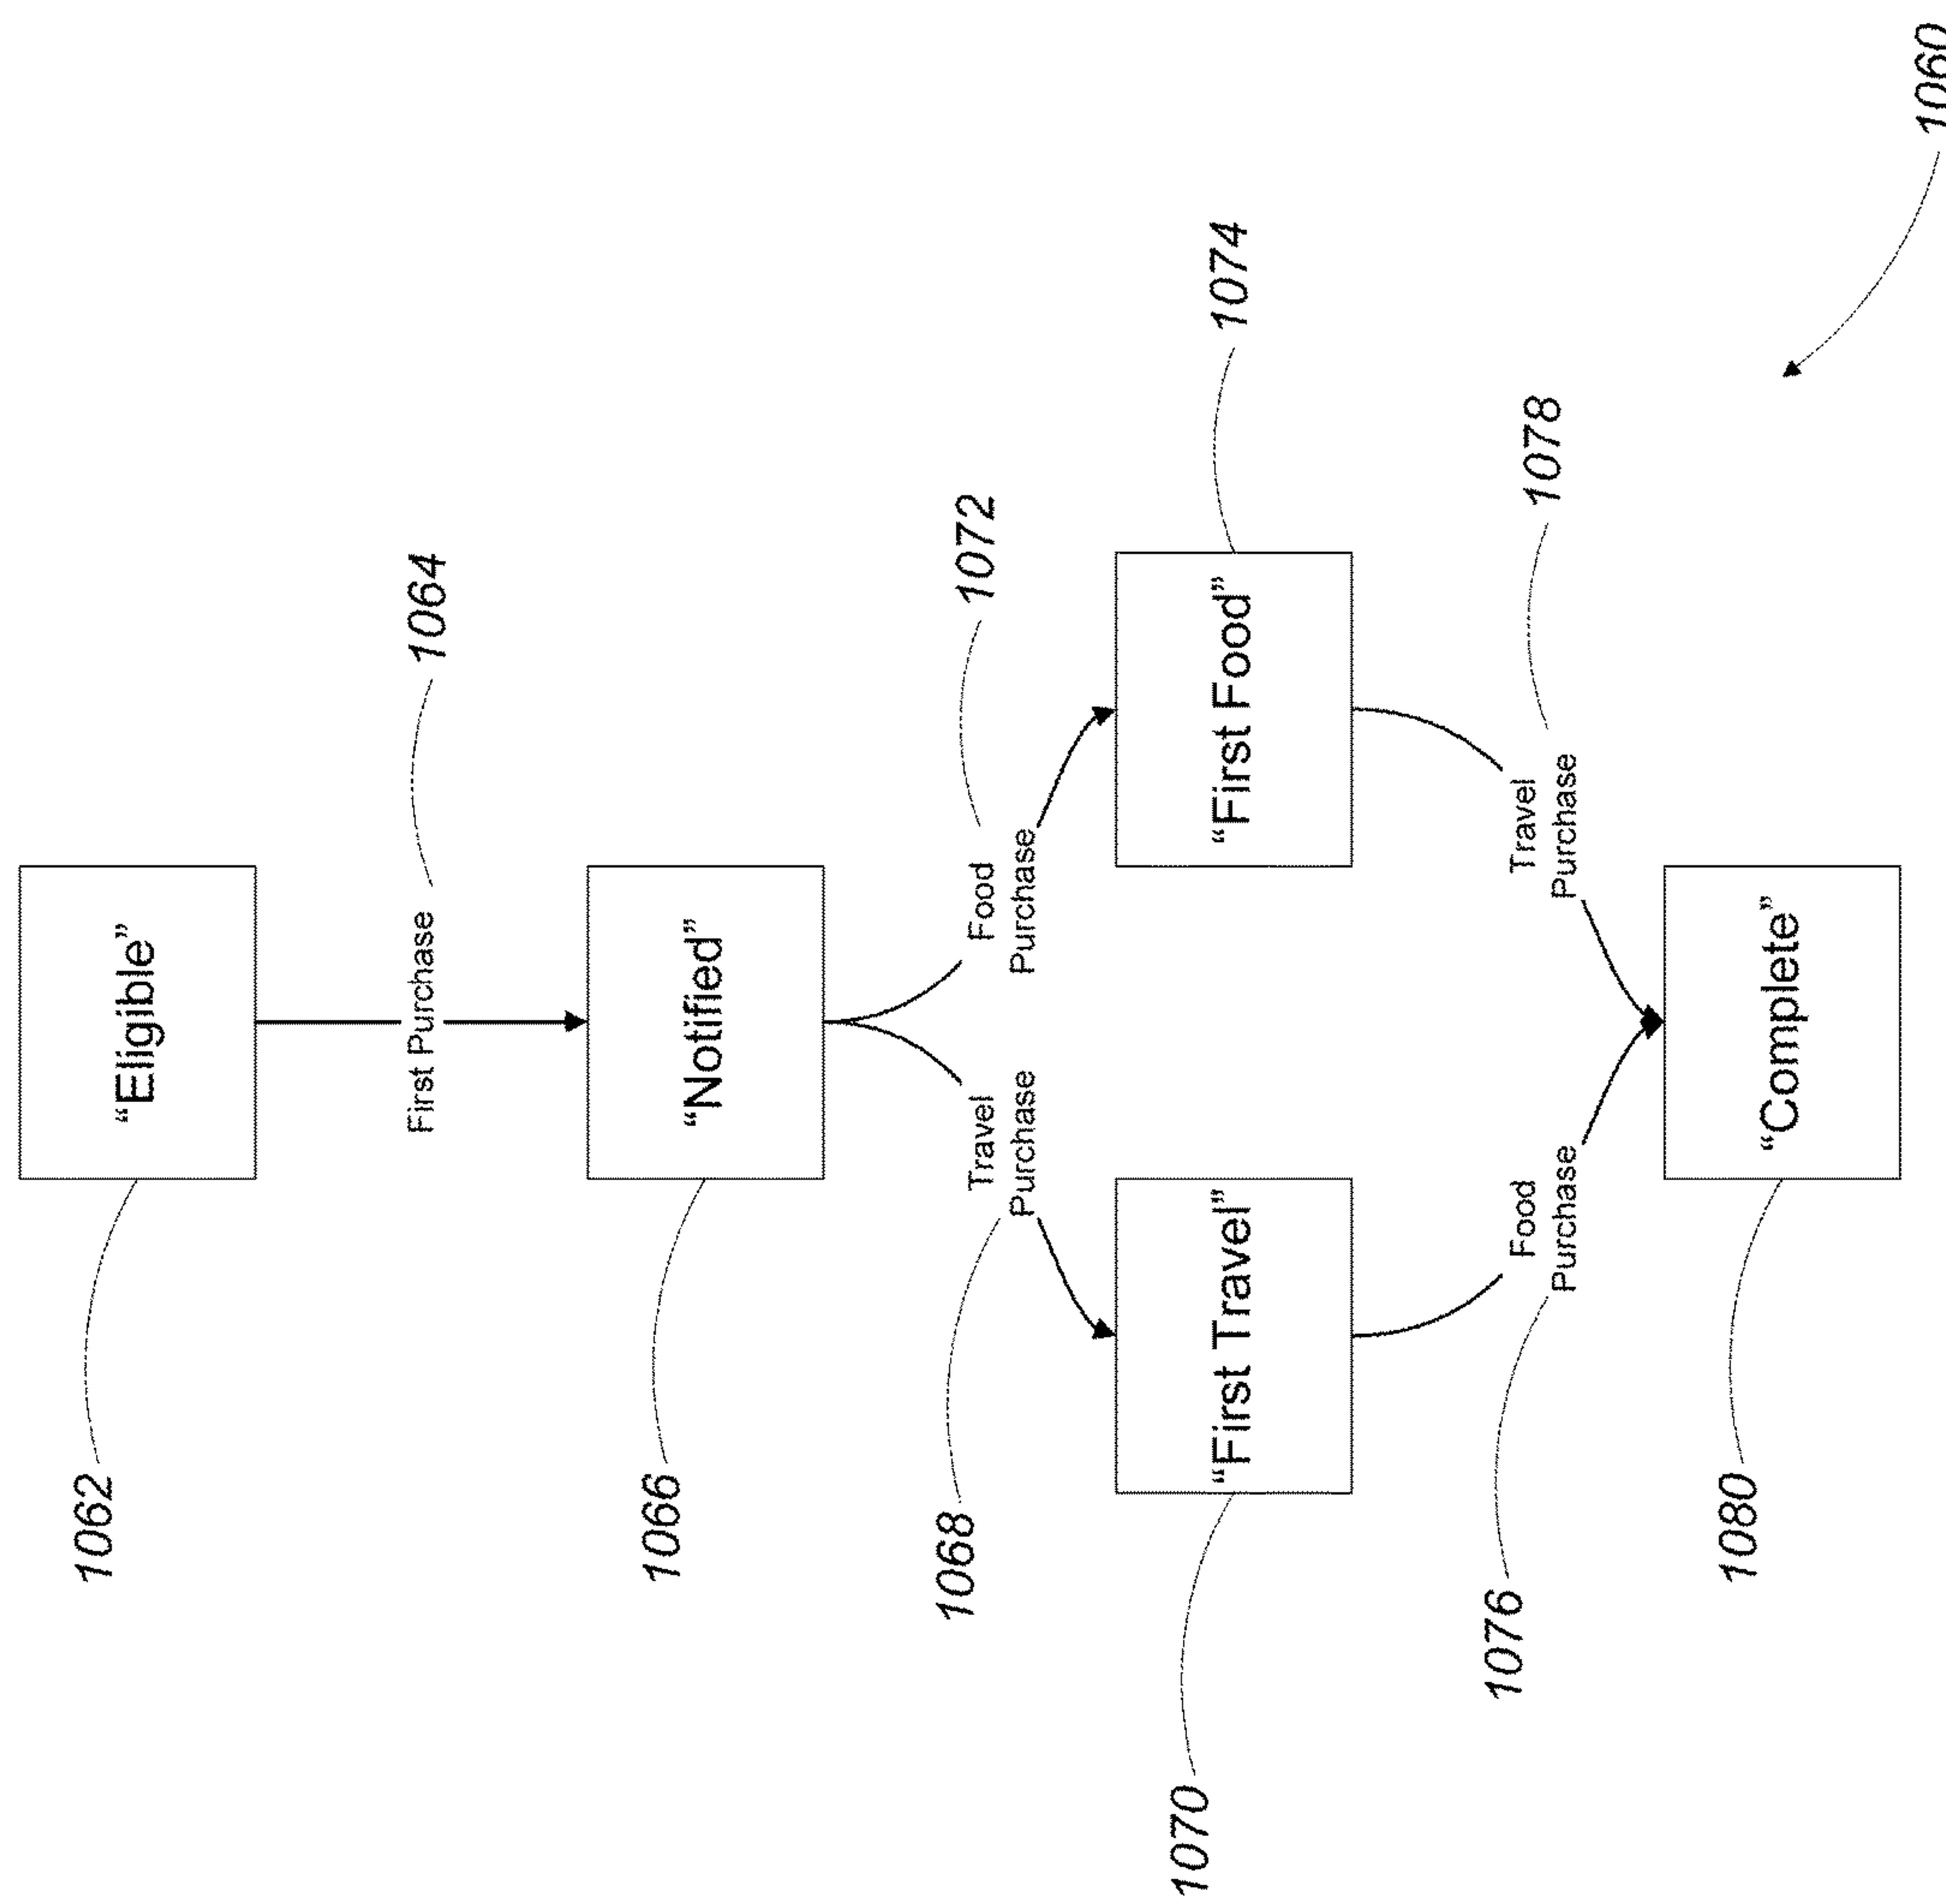 1060
1062
“Eligible”
First Purchase
1064
1066
“Notified”
1068
Travel
Purchase
Food
Purchase
1072
1070
“First Travel”
“First Food”
1074
1076
Food
Purchase
Travel
Purchase
1078
1080
“Complete”